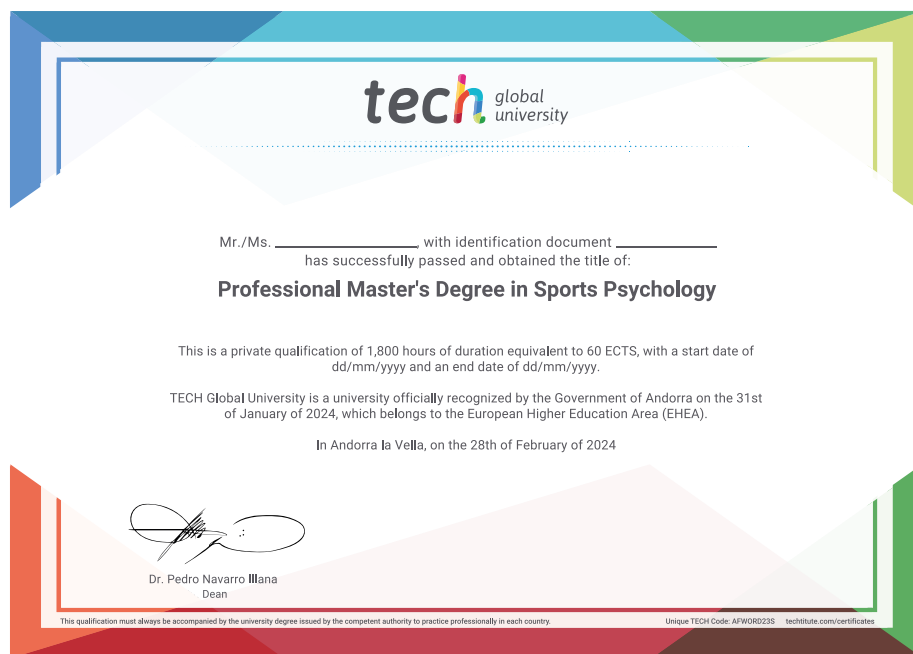 tech global
university
Mr./Ms. ____________, with identification document ____________
has successfully passed and obtained the title of:
Professional Master's Degree in Sports Psychology
This is a private qualification of 1,800 hours of duration equivalent to 60 ECTS, with a start date of
dd/mm/yyyy and an end date of dd/mm/yyyy.
TECH Global University is a university officially recognized by the Government of Andorra on the 31st
of January of 2024, which belongs to the European Higher Education Area (EHEA).
In Andorra la Vella, on the 28th of February of 2024
Dr. Pedro Navarro Illana
Dean
This qualification must always be accompanied by the university degree issued by the competent authority to practice professionally in each country.
Unique TECH Code: AFWORD23S techtitute.com/certificates